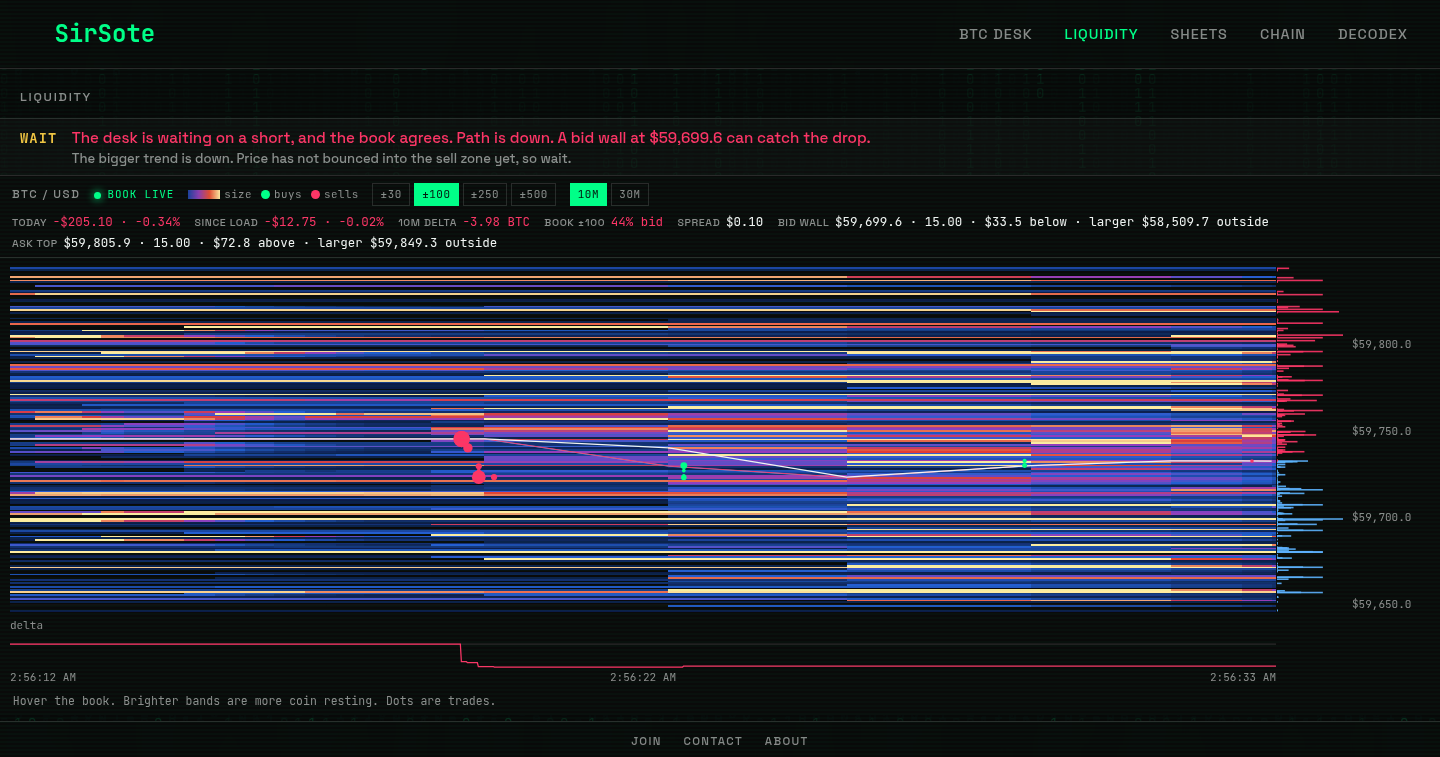 SirSote
BTC DESK LIQUIDITY SHEETS CHAIN DECODEX
LIQUIDITY
WAIT The desk is waiting on a short, and the book agrees. Path is down. A bid wall at $59,699.6 can catch the drop.
The bigger trend is down. Price has not bounced into the sell zone yet, so wait.
BTC / USD BOOK LIVE size buys sells ±30 ±100 ±250 ±500 10M 30M
TODAY -$205.10 · -0.34% SINCE LOAD -$12.75 · -0.02% 10M DELTA -3.98 BTC BOOK ±100 44% bid SPREAD $0.10 BID WALL $59,699.6 · 15.00 · $33.5 below · larger $58,509.7 outside
ASK TOP $59,805.9 · 15.00 · $72.8 above · larger $59,849.3 outside
$59,800.0
$59,750.0
$59,700.0
$59,650.0
delta
2:56:12 AM 2:56:22 AM 2:56:33 AM
Hover the book. Brighter bands are more coin resting. Dots are trades.
JOIN CONTACT ABOUT